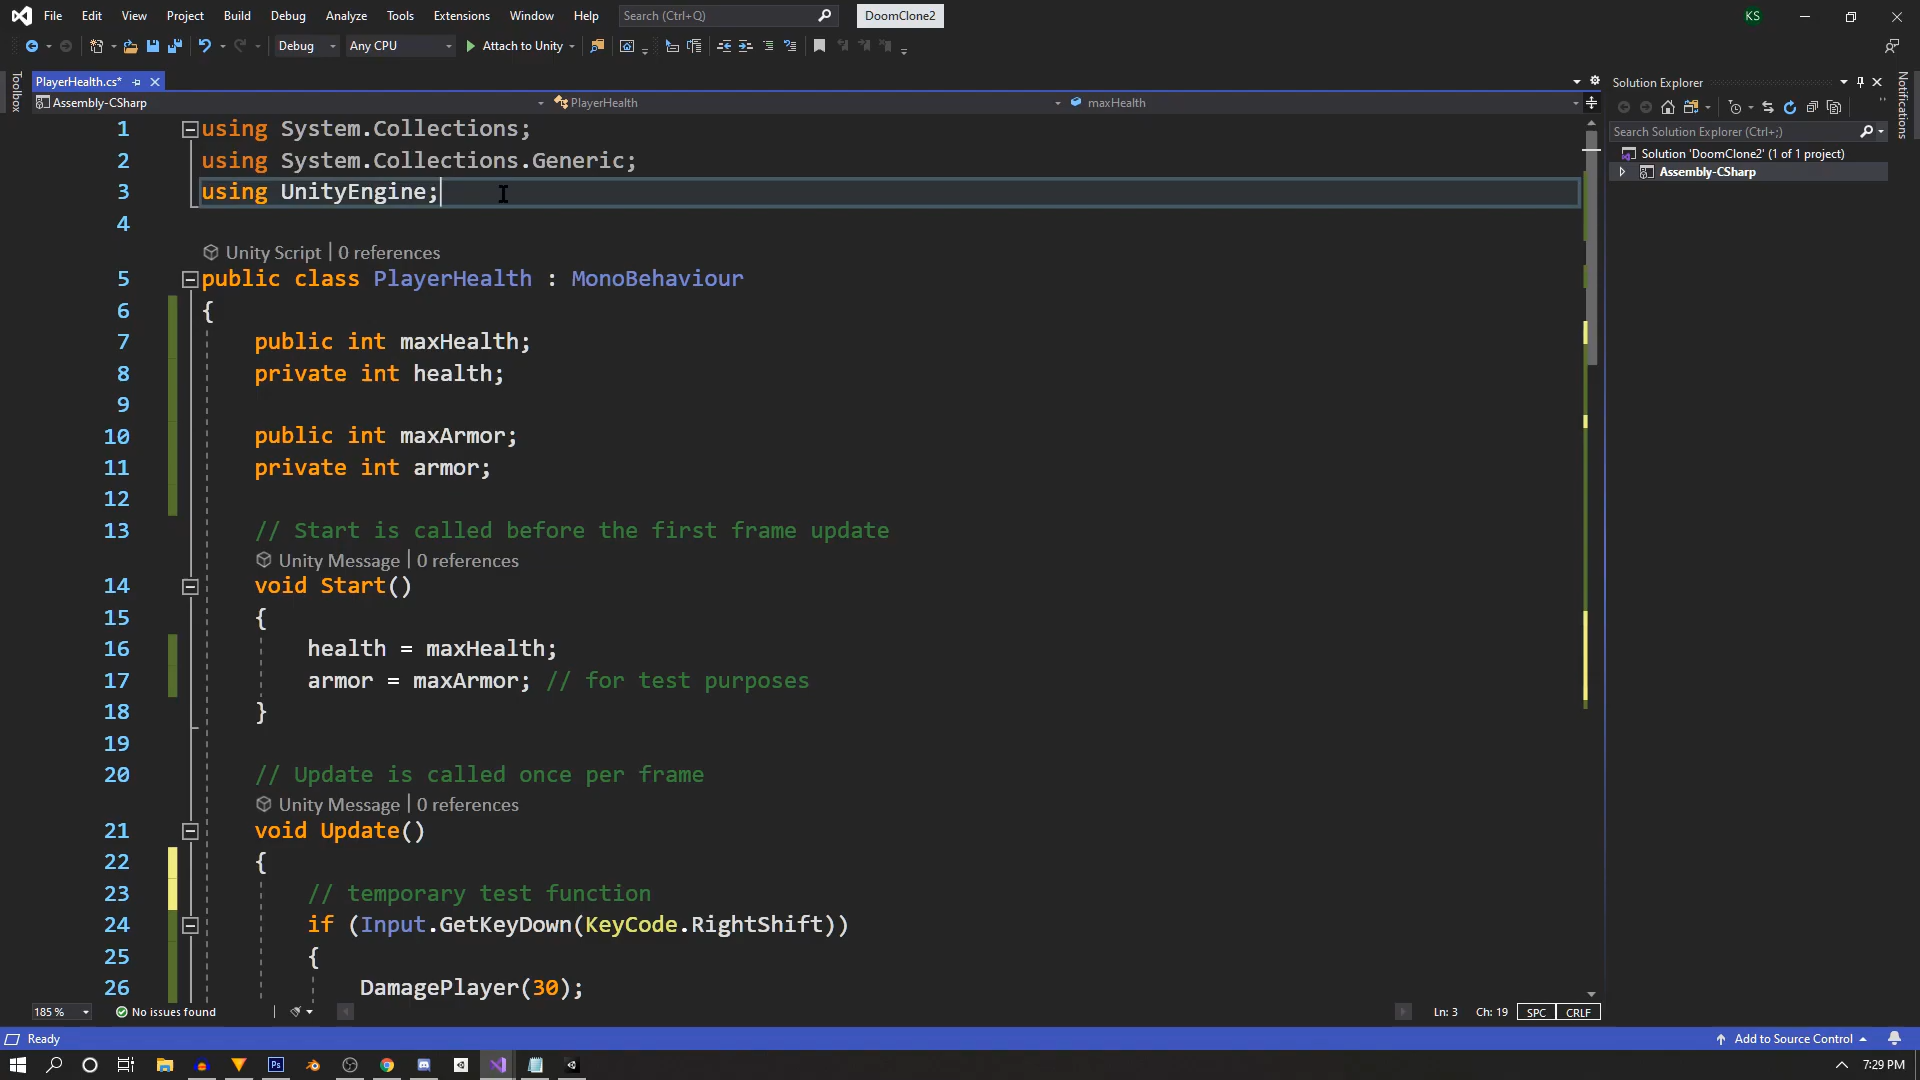 File Edit View Project Build Debug Analyze Tools Extensions Window Help Search (Ctrl+Q) DoomClone2 KS
Debug Any CPU Attach to Unity
Toolbox
PlayerHealth.cs*
Assembly-CSharp PlayerHealth maxHealth
1 using System.Collections;
2 using System.Collections.Generic;
3 using UnityEngine;
4
Unity Script | 0 references
5 public class PlayerHealth : MonoBehaviour
6 {
7 public int maxHealth;
8 private int health;
9
10 public int maxArmor;
11 private int armor;
12
13 // Start is called before the first frame update
Unity Message | 0 references
14 void Start()
15 {
16 health = maxHealth;
17 armor = maxArmor; // for test purposes
18 }
19
20 // Update is called once per frame
Unity Message | 0 references
21 void Update()
22 {
23 // temporary test function
24 if (Input.GetKeyDown(KeyCode.RightShift))
25 {
26 DamagePlayer(30);
185 % No issues found Ln: 3 Ch: 19 SPC CRLF
Solution Explorer
Search Solution Explorer (Ctrl+;)
Solution 'DoomClone2' (1 of 1 project)
Assembly-CSharp
Notifications
Ready Add to Source Control
Ps
7:29 PM